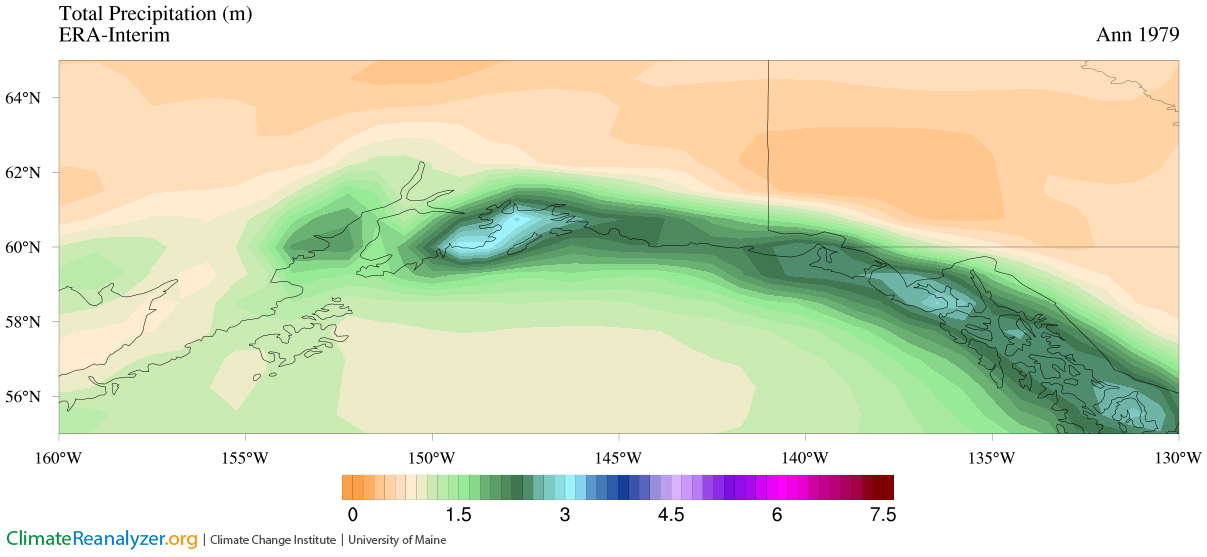 Total Precipitation (m)
ERA-Interim
Ann 1979
64°N
62°N
60°N
58°N
56°N
160°W 155°W 150°W 145°W 140°W 135°W 130°W
0 1.5 3 4.5 6 7.5
ClimateReanalyzer.org | Climate Change Institute | University of Maine